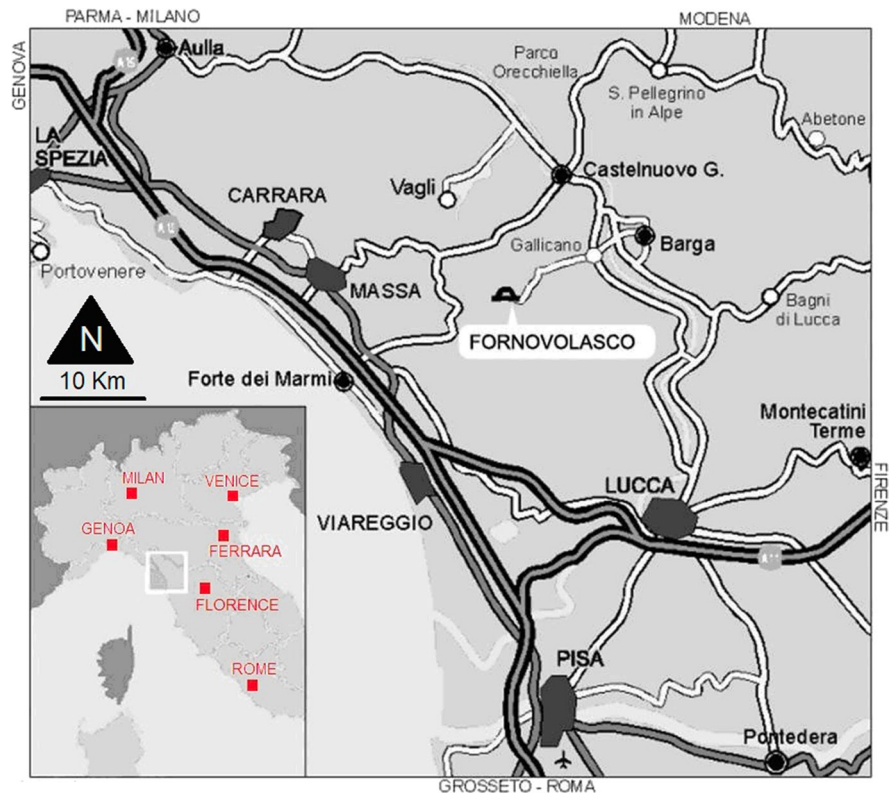 PARMA - MILANO
MODENA
GENOVA
A 15
Aulla
Parco
Orecchiella
S. Pellegrino
in Alpe
Abetone
LA
SPEZIA
CARRARA
Vagli
Castelnuovo G.
Gallicano
Barga
Portovenere
MASSA
Bagni
di Lucca
N
10 Km
FORNOVOLASCO
Forte dei Marmi
Montecatini
Terme
FIRENZE
LUCCA
VIAREGGIO
A 11
MILAN
VENICE
GENOA
FERRARA
FLORENCE
ROME
PISA
Pontedera
GROSSETO - ROMA